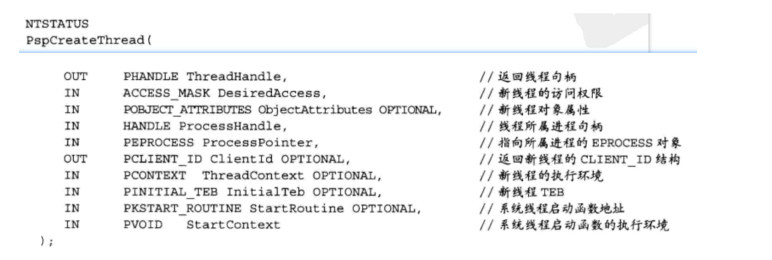 NTSTATUS
PspCreateThread(
OUT PHANDLE ThreadHandle, // 返回线程句柄
IN ACCESS_MASK DesiredAccess, // 新线程的访问权限
IN POBJECT_ATTRIBUTES ObjectAttributes OPTIONAL, // 新线程对象属性
IN HANDLE ProcessHandle, // 线程所属进程句柄
IN PEPROCESS ProcessPointer, // 指向所属进程的 EPROCESS 对象
OUT PCLIENT_ID ClientId OPTIONAL, // 返回新线程的 CLIENT_ID 结构
IN PCONTEXT ThreadContext OPTIONAL, // 新线程的执行环境
IN PINITIAL_TEB InitialTeb OPTIONAL, // 新线程 TEB
IN PKSTART_ROUTINE StartRoutine OPTIONAL, // 系统线程启动函数地址
IN PVOID StartContext // 系统线程启动函数的执行环境
);